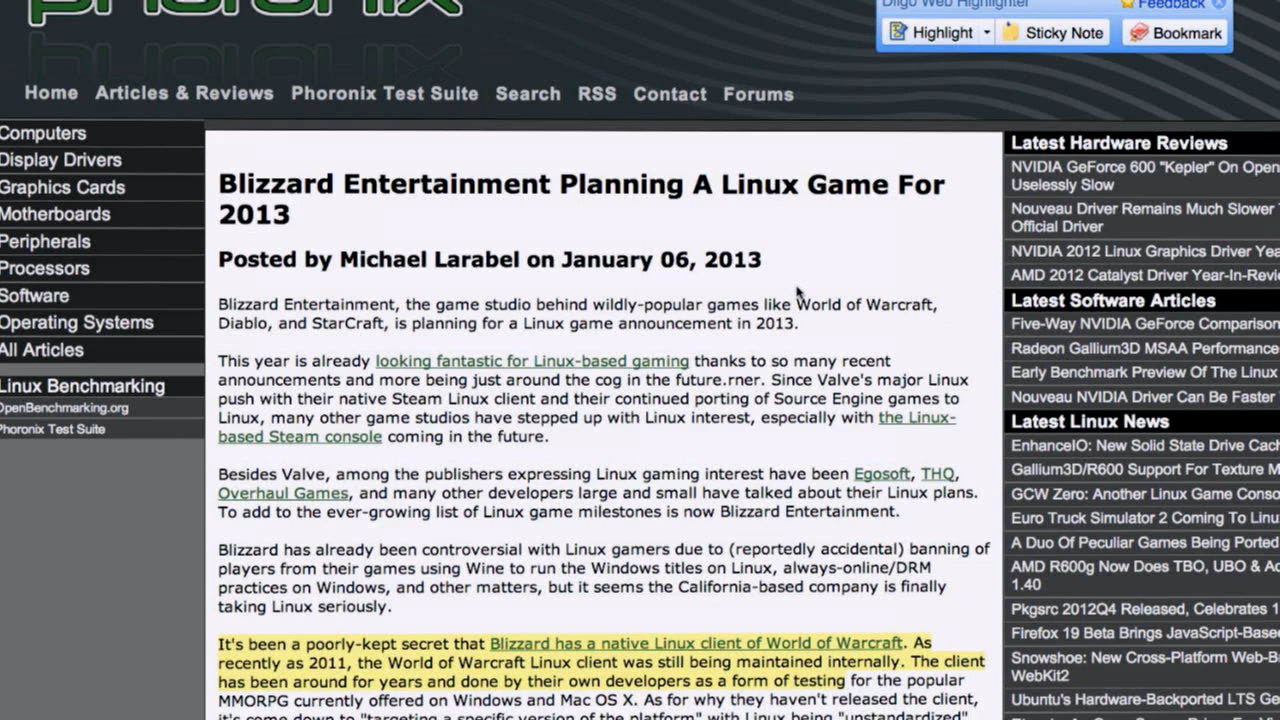 PHORONIX
Diigo Web Highlighter
Feedback
Highlight
Sticky Note
Bookmark
Home
Articles & Reviews
Phoronix Test Suite
Search
RSS
Contact
Forums
Computers
Display Drivers
Graphics Cards
Motherboards
Peripherals
Processors
Software
Operating Systems
All Articles
Linux Benchmarking
OpenBenchmarking.org
Phoronix Test Suite
Blizzard Entertainment Planning A Linux Game For
2013
Posted by Michael Larabel on January 06, 2013
Blizzard Entertainment, the game studio behind wildly-popular games like World of Warcraft,
Diablo, and StarCraft, is planning for a Linux game announcement in 2013.
This year is already looking fantastic for Linux-based gaming thanks to so many recent
announcements and more being just around the cog in the future.rner. Since Valve's major Linux
push with their native Steam Linux client and their continued porting of Source Engine games to
Linux, many other game studios have stepped up with Linux interest, especially with the Linux-
based Steam console coming in the future.
Besides Valve, among the publishers expressing Linux gaming interest have been Egosoft, THQ,
Overhaul Games, and many other developers large and small have talked about their Linux plans.
To add to the ever-growing list of Linux game milestones is now Blizzard Entertainment.
Blizzard has already been controversial with Linux gamers due to (reportedly accidental) banning of
players from their games using Wine to run the Windows titles on Linux, always-online/DRM
practices on Windows, and other matters, but it seems the California-based company is finally
taking Linux seriously.
It's been a poorly-kept secret that Blizzard has a native Linux client of World of Warcraft. As
recently as 2011, the World of Warcraft Linux client was still being maintained internally. The client
has been around for years and done by their own developers as a form of testing for the popular
MMORPG currently offered on Windows and Mac OS X. As for why they haven't released the client,
it's come down to "targeting a specific version of the platform" with Linux being "unstandardized"
Latest Hardware Reviews
NVIDIA GeForce 600 "Kepler" On Open
Uselessly Slow
Nouveau Driver Remains Much Slower
Official Driver
NVIDIA 2012 Linux Graphics Driver Yea
AMD 2012 Catalyst Driver Year-In-Revie
Latest Software Articles
Five-Way NVIDIA GeForce Comparison
Radeon Gallium3D MSAA Performance
Early Benchmark Preview Of The Linux
Nouveau NVIDIA Driver Can Be Faster
Latest Linux News
EnhanceIO: New Solid State Drive Cach
Gallium3D/R600 Support For Texture M
GCW Zero: Another Linux Game Conso
Euro Truck Simulator 2 Coming To Linu
A Duo Of Peculiar Games Being Ported
AMD R600g Now Does TBO, UBO & Ad
1.40
Pkgsrc 2012Q4 Released, Celebrates 1
Firefox 19 Beta Brings JavaScript-Based
Snowshoe: New Cross-Platform Web-B
WebKit2
Ubuntu's Hardware-Backported LTS Ge